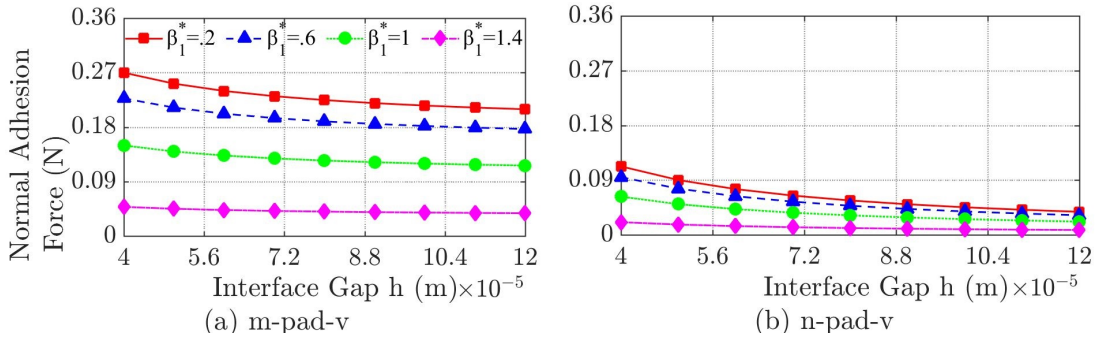 0.36
0.27
0.18
0.09
0
Normal Adhesion
Force (N)
β₁*=.2 β₁*=.6 β₁*=1 β₁*=1.4
4 5.6 7.2 8.8 10.4 12
Interface Gap h (m)×10⁻⁵
(a) m-pad-v
0.36
0.27
0.18
0.09
0
4 5.6 7.2 8.8 10.4 12
Interface Gap h (m)×10⁻⁵
(b) n-pad-v